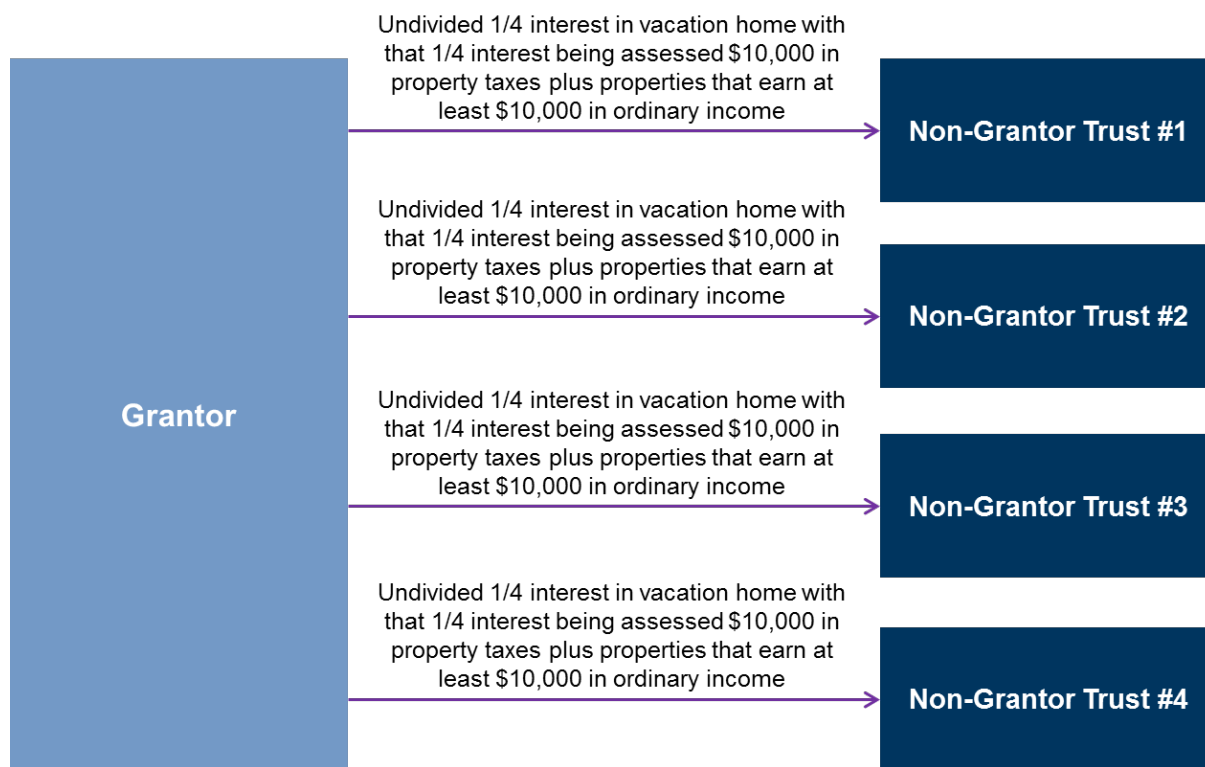 Undivided 1/4 interest in vacation home with
that 1/4 interest being assessed $10,000 in
property taxes plus properties that earn at
least $10,000 in ordinary income
Non-Grantor Trust #1
Undivided 1/4 interest in vacation home with
that 1/4 interest being assessed $10,000 in
property taxes plus properties that earn at
least $10,000 in ordinary income
Non-Grantor Trust #2
Grantor
Undivided 1/4 interest in vacation home with
that 1/4 interest being assessed $10,000 in
property taxes plus properties that earn at
least $10,000 in ordinary income
Non-Grantor Trust #3
Undivided 1/4 interest in vacation home with
that 1/4 interest being assessed $10,000 in
property taxes plus properties that earn at
least $10,000 in ordinary income
Non-Grantor Trust #4